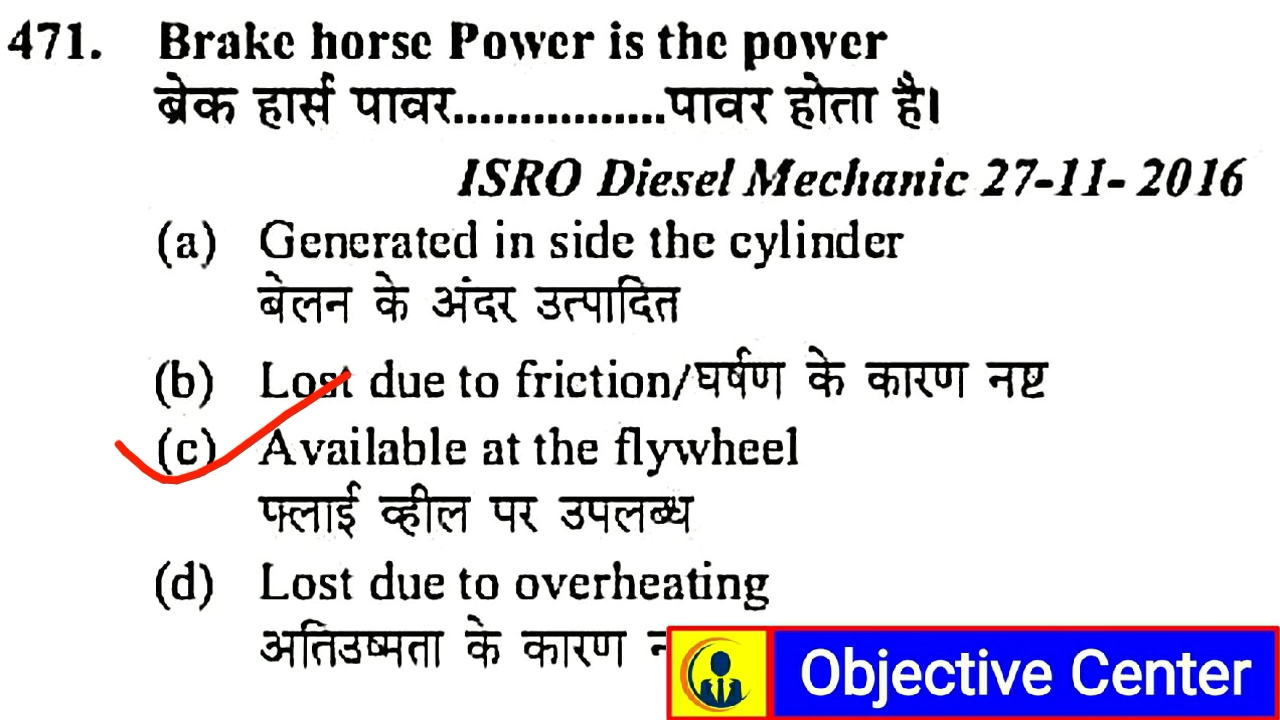 471. Brake horse Power is the power
ब्रेक हार्स पावर................पावर होता है।
ISRO Diesel Mechanic 27-11- 2016
(a) Generated in side the cylinder
बेलन के अंदर उत्पादित
(b) Lost due to friction/घर्षण के कारण नष्ट
(c) Available at the flywheel
फ्लाई व्हील पर उपलब्ध
(d) Lost due to overheating
अतिउष्मता के कारण
Objective Center